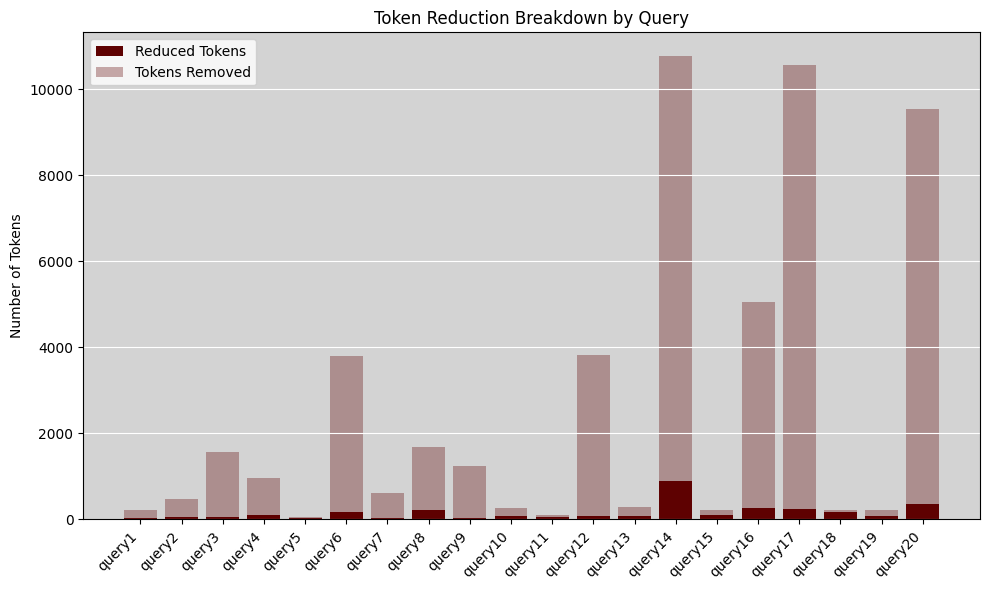 Token Reduction Breakdown by Query
Reduced Tokens
Tokens Removed
Number of Tokens
10000
8000
6000
4000
2000
0
query1
query2
query3
query4
query5
query6
query7
query8
query9
query10
query11
query12
query13
query14
query15
query16
query17
query18
query19
query20